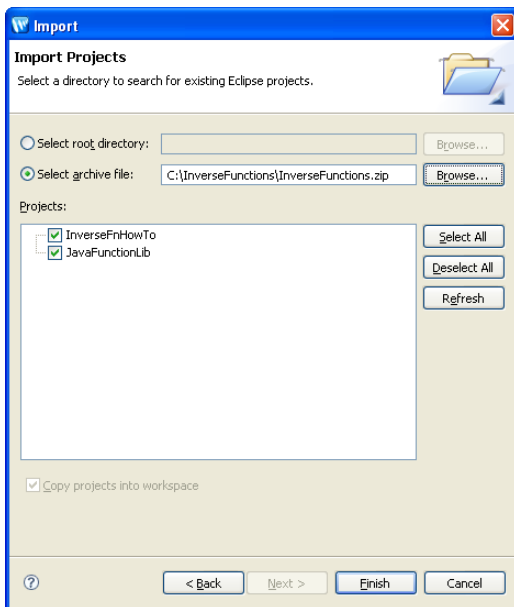 Import
Import Projects
Select a directory to search for existing Eclipse projects.
Select root directory: Browse...
Select archive file: C:\InverseFunctions\InverseFunctions.zip Browse...
Projects:
InverseFnHowTo Select All
JavaFunctionLib
Deselect All
Refresh
Copy projects into workspace
? < Back Next > Finish Cancel